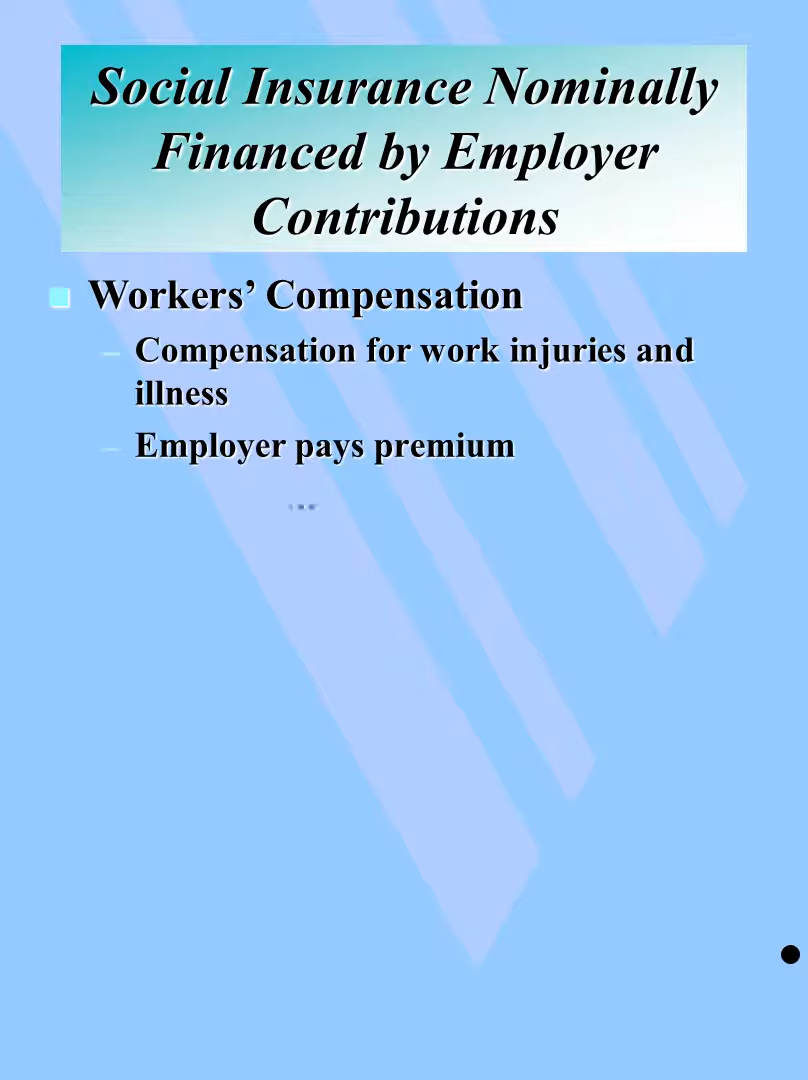 Social Insurance Nominally
Financed by Employer
Contributions
■ Workers’ Compensation
– Compensation for work injuries and
illness
– Employer pays premium